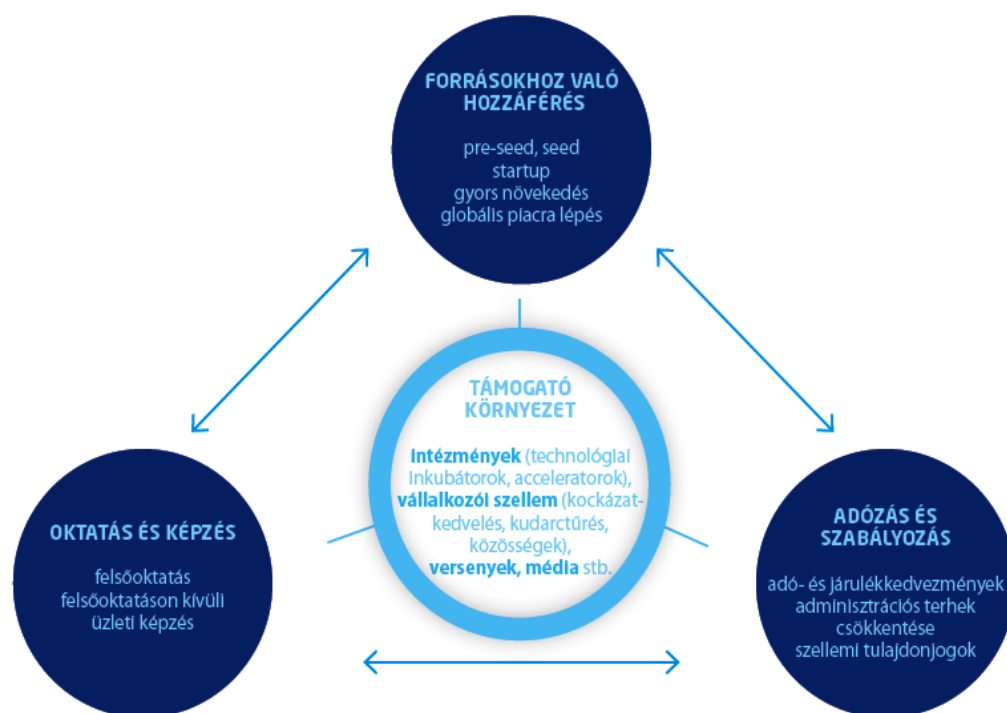 FORRÁSOKHOZ VALÓ
HOZZÁFÉRÉS
pre-seed, seed
startup
gyors növekedés
globális piacra lépés
TÁMOGATÓ
KÖRNYEZET
intézmények (technológiai
inkubátorok, acceleratorok),
vállalkozói szellem (kockázat-
kedvelés, kudarctűrés,
közösségek),
versenyek, média stb.
OKTATÁS ÉS KÉPZÉS
felsőoktatás
felsőoktatáson kívüli
üzleti képzés
ADÓZÁS ÉS
SZABÁLYOZÁS
adó- és járulékkedvezmények
adminisztrációs terhek
csökkentése
szellemi tulajdonjogok